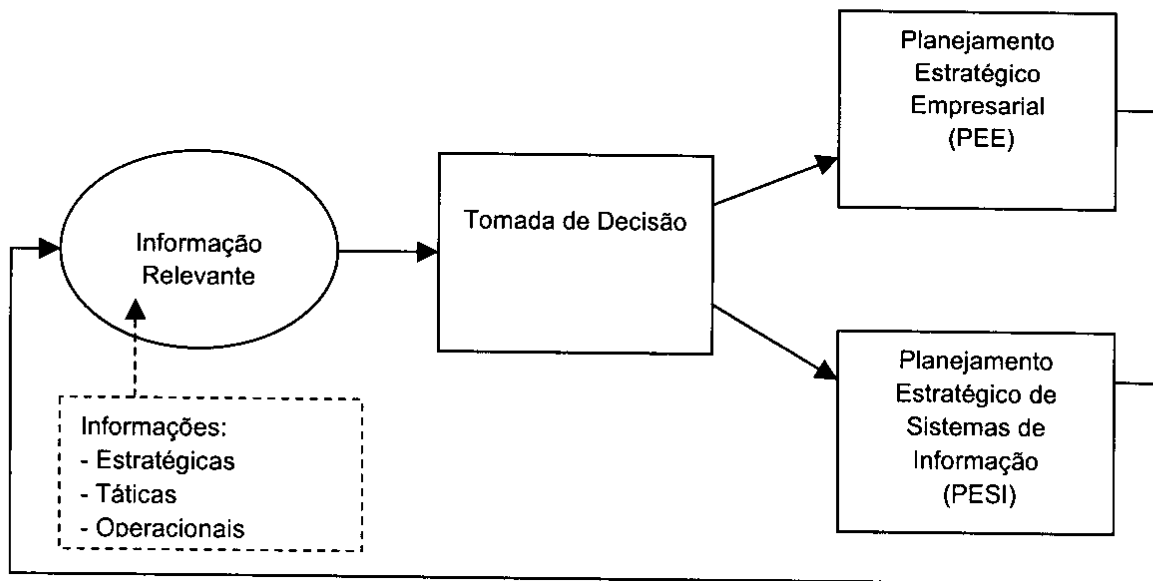 Planejamento
Estratégico
Empresarial
(PEE)
Informação
Relevante
Tomada de Decisão
Informações:
- Estratégicas
- Táticas
- Operacionais
Planejamento
Estratégico de
Sistemas de
Informação
(PESI)